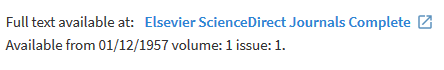 Full text available at: Elsevier ScienceDirect Journals Complete
Available from 01/12/1957 volume: 1 issue: 1.